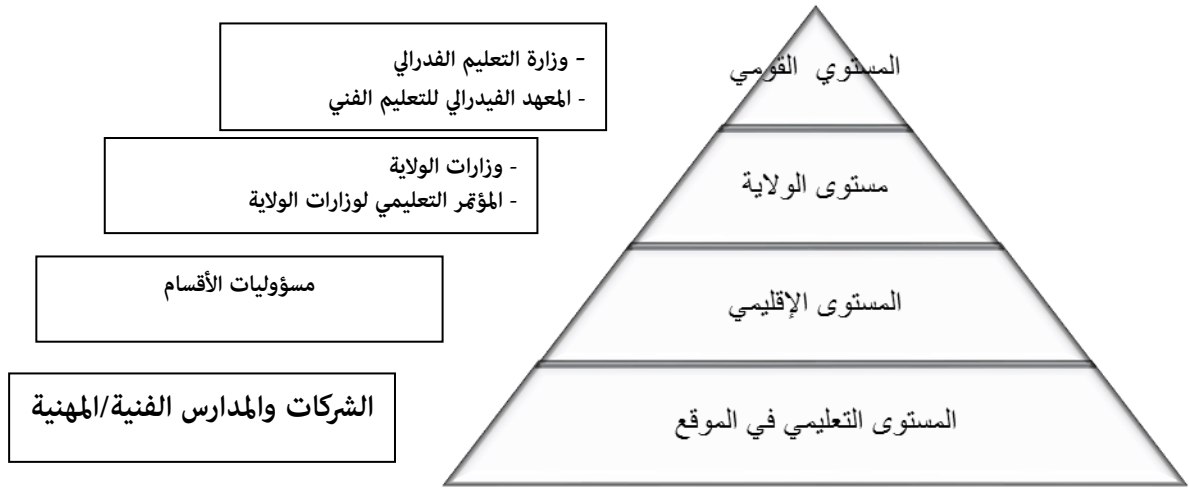 المستوي القومي
- وزارة التعليم الفدرالي
- المعهد الفيدرالي للتعليم الفني
مستوى الولاية
- وزارات الولاية
- المؤتمر التعليمي لوزارات الولاية
المستوى الإقليمي
مسؤوليات الأقسام
المستوى التعليمي في الموقع
الشركات والمدارس الفنية/المهنية